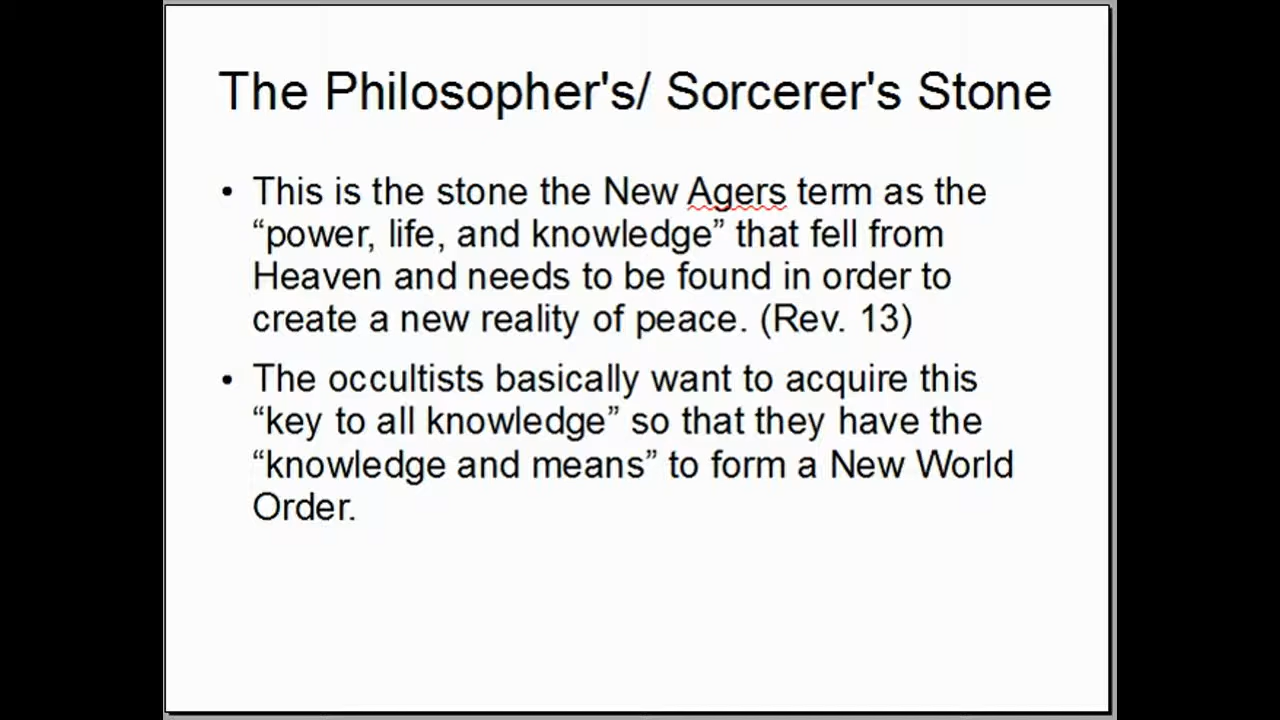 The Philosopher's/ Sorcerer's Stone
• This is the stone the New Agers term as the
“power, life, and knowledge” that fell from
Heaven and needs to be found in order to
create a new reality of peace. (Rev. 13)
• The occultists basically want to acquire this
“key to all knowledge” so that they have the
“knowledge and means” to form a New World
Order.